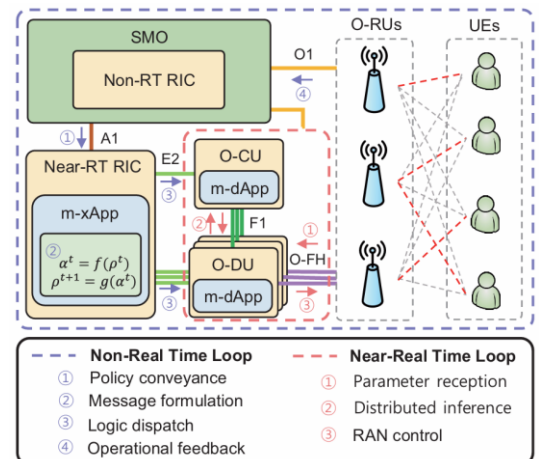 SMO
Non-RT RIC
O-RUs
UEs
O1
④
① A1
Near-RT RIC
E2
③
O-CU
m-dApp
m-xApp
②
αᵗ = f(ρᵗ)
ρᵗ⁺¹ = g(αᵗ)
② F1
①
O-DU
O-FH
m-dApp
③
③
Non-Real Time Loop
① Policy conveyance
② Message formulation
③ Logic dispatch
④ Operational feedback
Near-Real Time Loop
① Parameter reception
② Distributed inference
③ RAN control